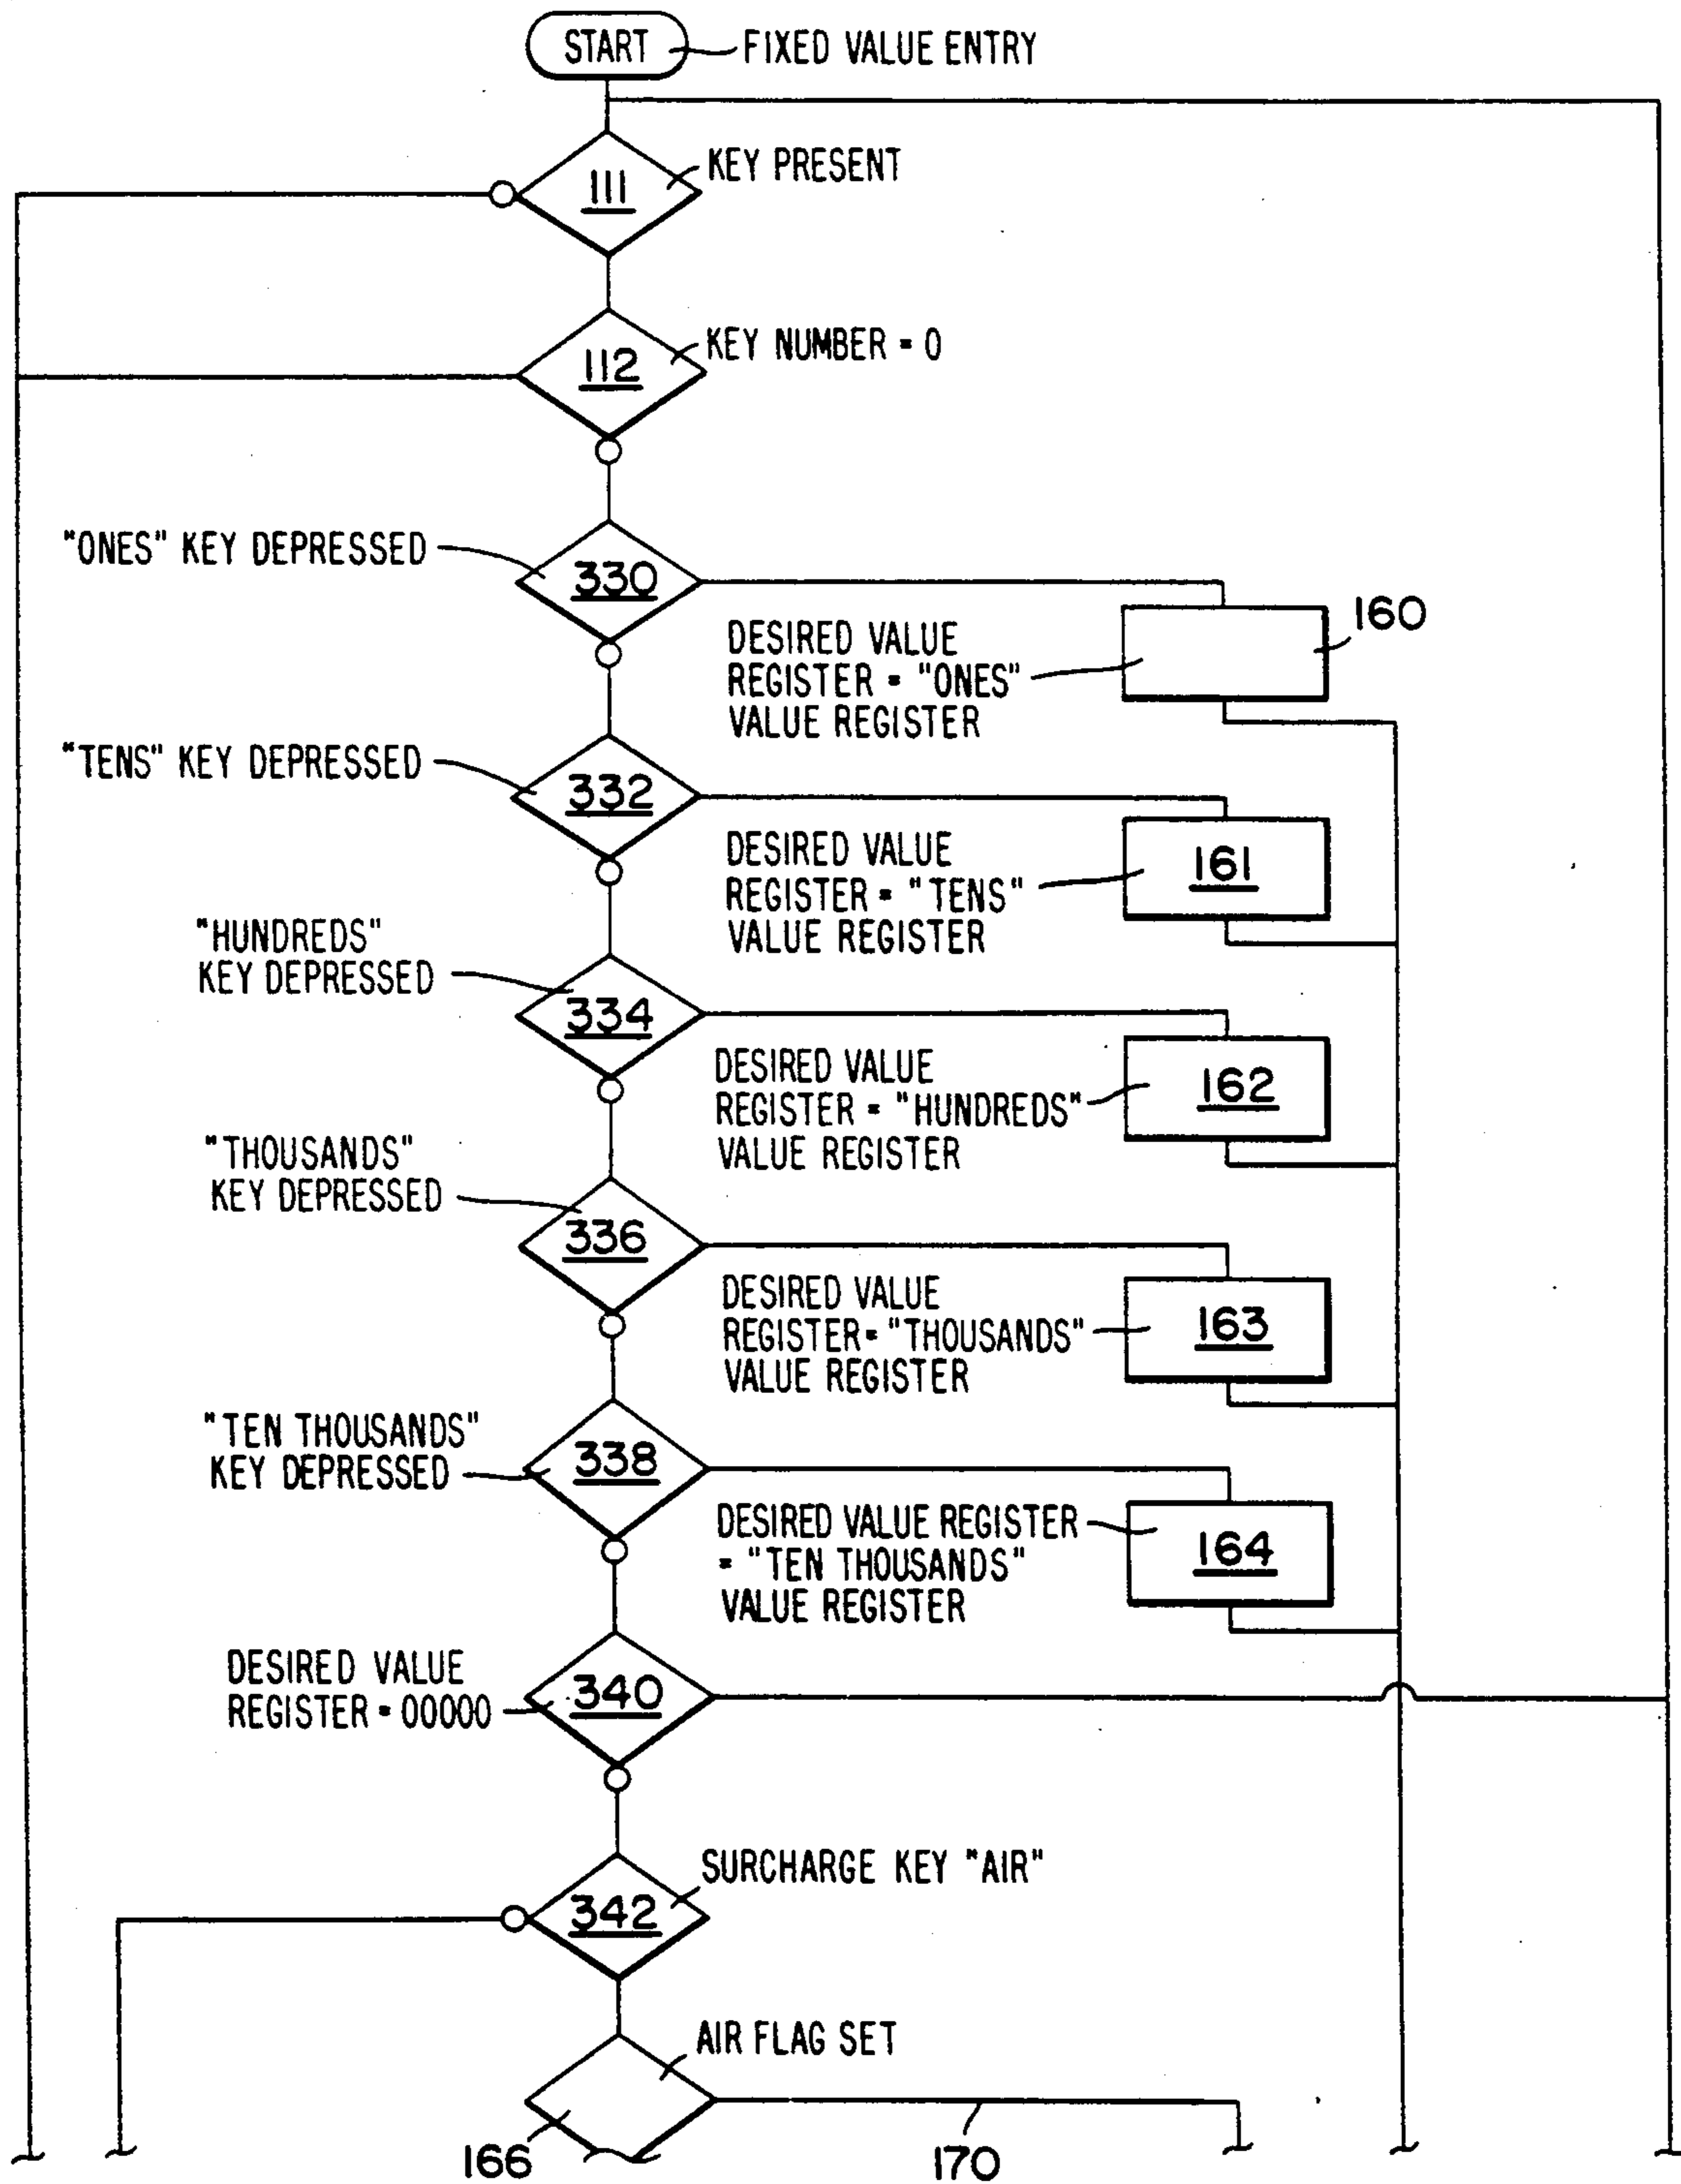 START
FIXED VALUE ENTRY
111
KEY PRESENT
112
KEY NUMBER = 0
"ONES" KEY DEPRESSED
330
160
DESIRED VALUE
REGISTER = "ONES"
VALUE REGISTER
"TENS" KEY DEPRESSED
332
161
DESIRED VALUE
REGISTER = "TENS"
VALUE REGISTER
"HUNDREDS"
KEY DEPRESSED
334
162
DESIRED VALUE
REGISTER = "HUNDREDS"
VALUE REGISTER
"THOUSANDS"
KEY DEPRESSED
336
163
DESIRED VALUE
REGISTER = "THOUSANDS"
VALUE REGISTER
"TEN THOUSANDS"
KEY DEPRESSED
338
164
DESIRED VALUE REGISTER
= "TEN THOUSANDS"
VALUE REGISTER
DESIRED VALUE
REGISTER = 00000
340
SURCHARGE KEY "AIR"
342
AIR FLAG SET
166
170